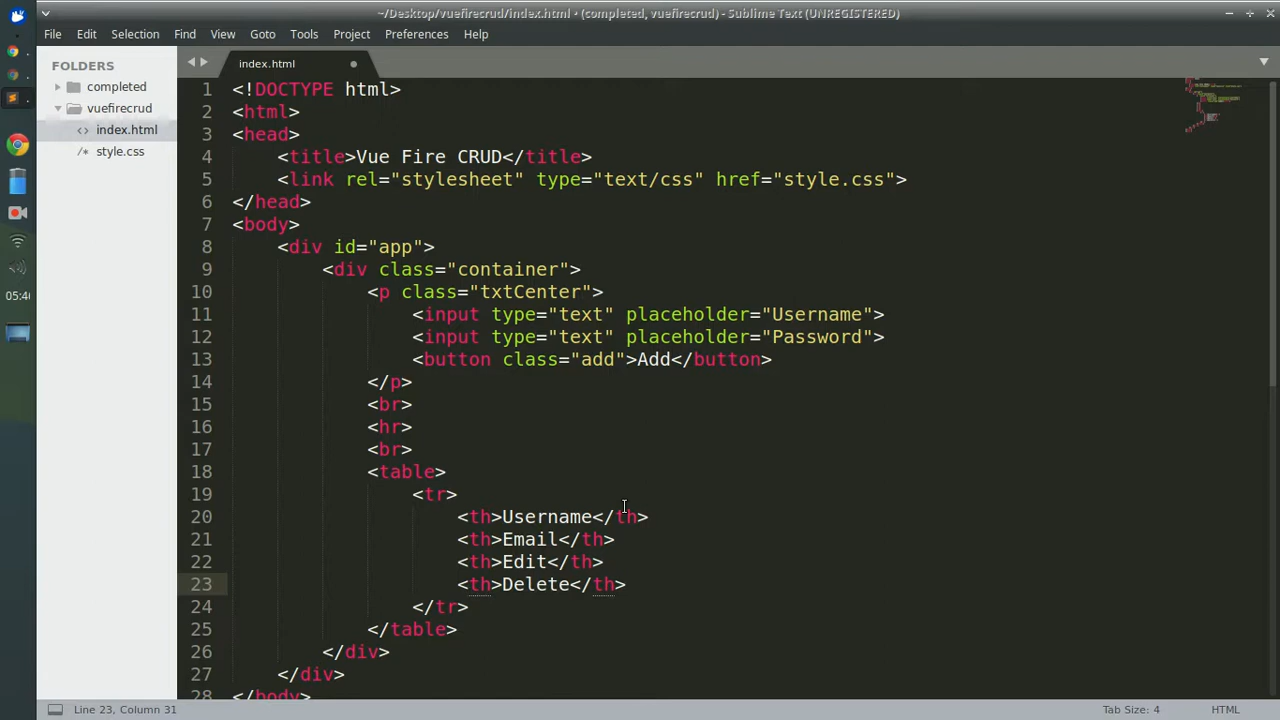 ~/Desktop/vuefirecrud/index.html • (completed, vuefirecrud) - Sublime Text (UNREGISTERED)
File Edit Selection Find View Goto Tools Project Preferences Help
FOLDERS
completed
vuefirecrud
<> index.html
/* style.css
05:46
index.html
1 <!DOCTYPE html>
2 <html>
3 <head>
4 <title>Vue Fire CRUD</title>
5 <link rel="stylesheet" type="text/css" href="style.css">
6 </head>
7 <body>
8 <div id="app">
9 <div class="container">
10 <p class="txtCenter">
11 <input type="text" placeholder="Username">
12 <input type="text" placeholder="Password">
13 <button class="add">Add</button>
14 </p>
15 <br>
16 <hr>
17 <br>
18 <table>
19 <tr>
20 <th>Username</th>
21 <th>Email</th>
22 <th>Edit</th>
23 <th>Delete</th>
24 </tr>
25 </table>
26 </div>
27 </div>
28 </body>
Line 23, Column 31
Tab Size: 4
HTML